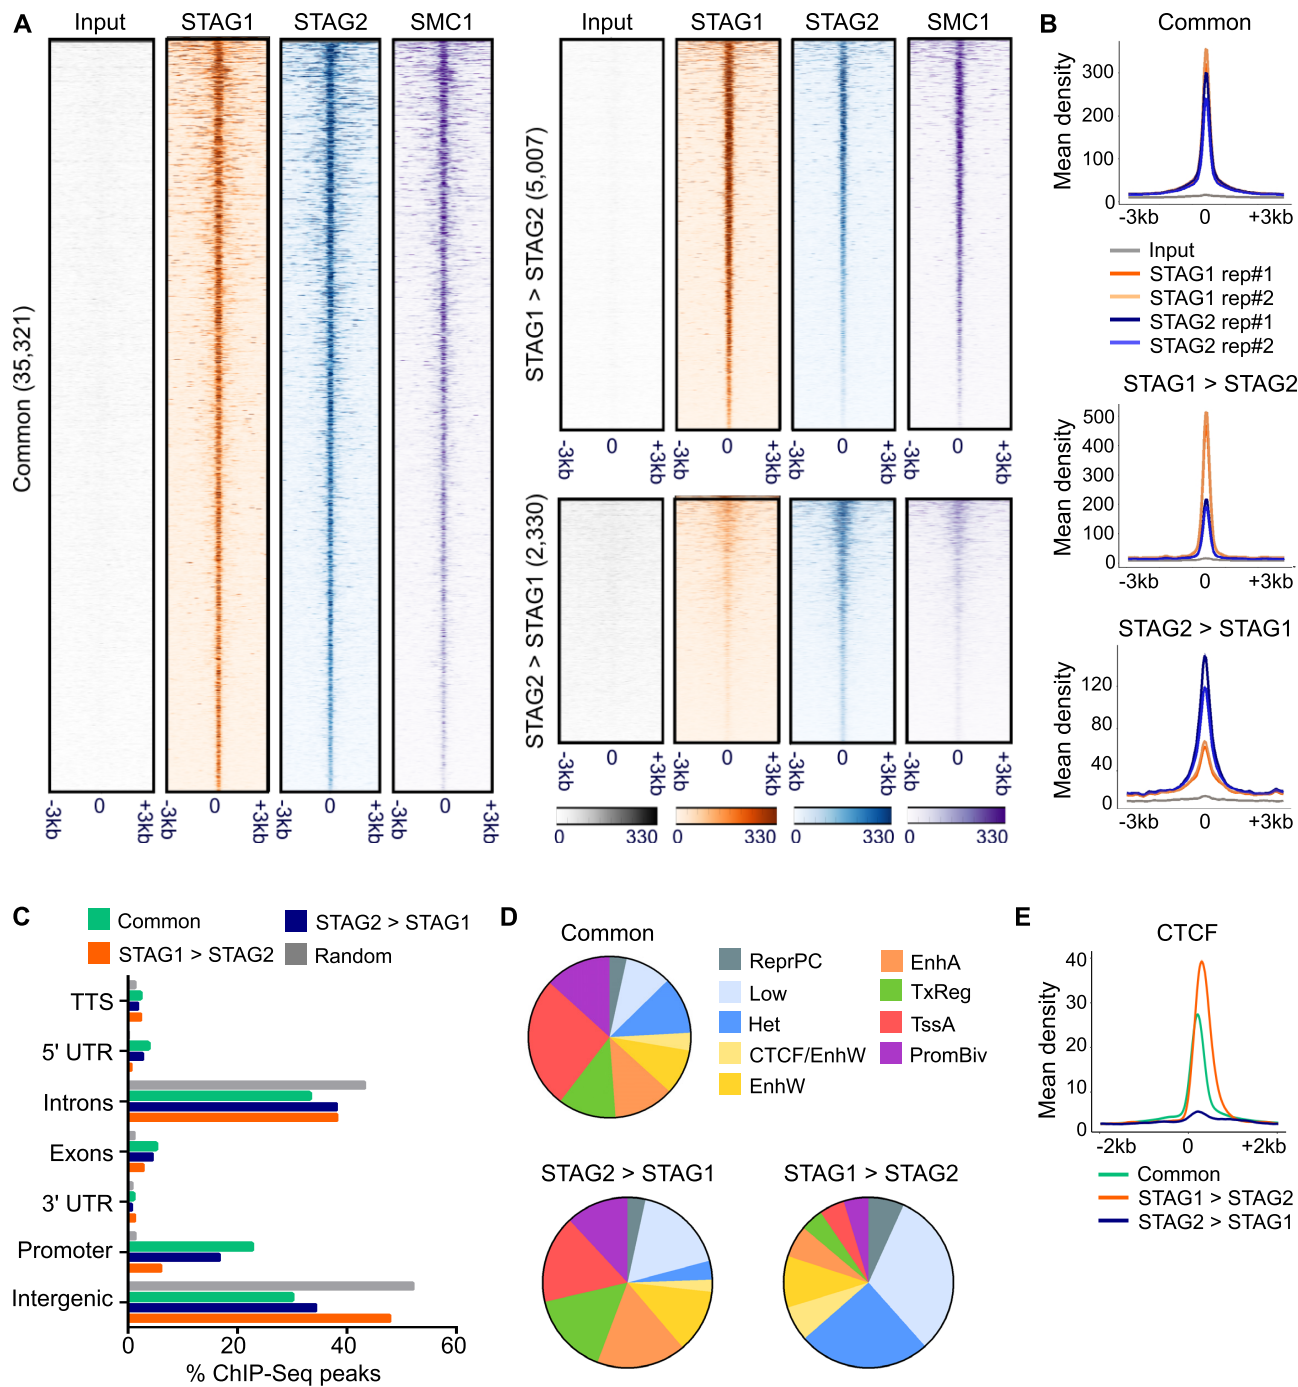 A
Input STAG1 STAG2 SMC1
Common (35,321)
-3kb 0 +3kb -3kb 0 +3kb -3kb 0 +3kb -3kb 0 +3kb
Input STAG1 STAG2 SMC1
STAG1 > STAG2 (5,007)
-3kb 0 +3kb -3kb 0 +3kb -3kb 0 +3kb -3kb 0 +3kb
STAG2 > STAG1 (2,330)
-3kb 0 +3kb -3kb 0 +3kb -3kb 0 +3kb -3kb 0 +3kb
0 330 0 330 0 330 0 330
B
Common
Mean density
300
200
100
0
-3kb 0 +3kb
Input
STAG1 rep#1
STAG1 rep#2
STAG2 rep#1
STAG2 rep#2
STAG1 > STAG2
Mean density
500
400
300
200
100
0
-3kb 0 +3kb
STAG2 > STAG1
Mean density
120
80
40
0
-3kb 0 +3kb
C
Common
STAG2 > STAG1
STAG1 > STAG2
Random
TTS
5' UTR
Introns
Exons
3' UTR
Promoter
Intergenic
0 20 40 60
% ChIP-Seq peaks
D
Common
ReprPC
Low
Het
CTCF/EnhW
EnhW
EnhA
TxReg
TssA
PromBiv
STAG2 > STAG1
STAG1 > STAG2
E
CTCF
Mean density
40
30
20
10
0
-2kb 0 +2kb
Common
STAG1 > STAG2
STAG2 > STAG1